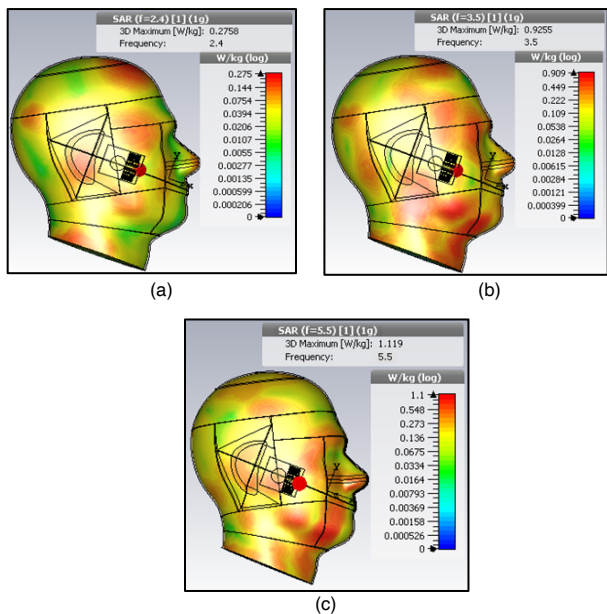 SAR (f=2.4) [1] (1g)
3D Maximum [W/kg]: 0.2758
Frequency: 2.4
W/kg (log)
0.275
0.144
0.0754
0.0394
0.0206
0.0107
0.0055
0.00277
0.00135
0.000599
0.000206
0
y
x
(a)
SAR (f=3.5) [1] (1g)
3D Maximum [W/kg]: 0.9255
Frequency: 3.5
W/kg (log)
0.909
0.449
0.222
0.109
0.0538
0.0264
0.0128
0.00615
0.00284
0.00121
0.000399
0
y
x
(b)
SAR (f=5.5) [1] (1g)
3D Maximum [W/kg]: 1.119
Frequency: 5.5
W/kg (log)
1.1
0.548
0.273
0.136
0.0675
0.0334
0.0164
0.00793
0.00369
0.00158
0.000526
0
y
(c)